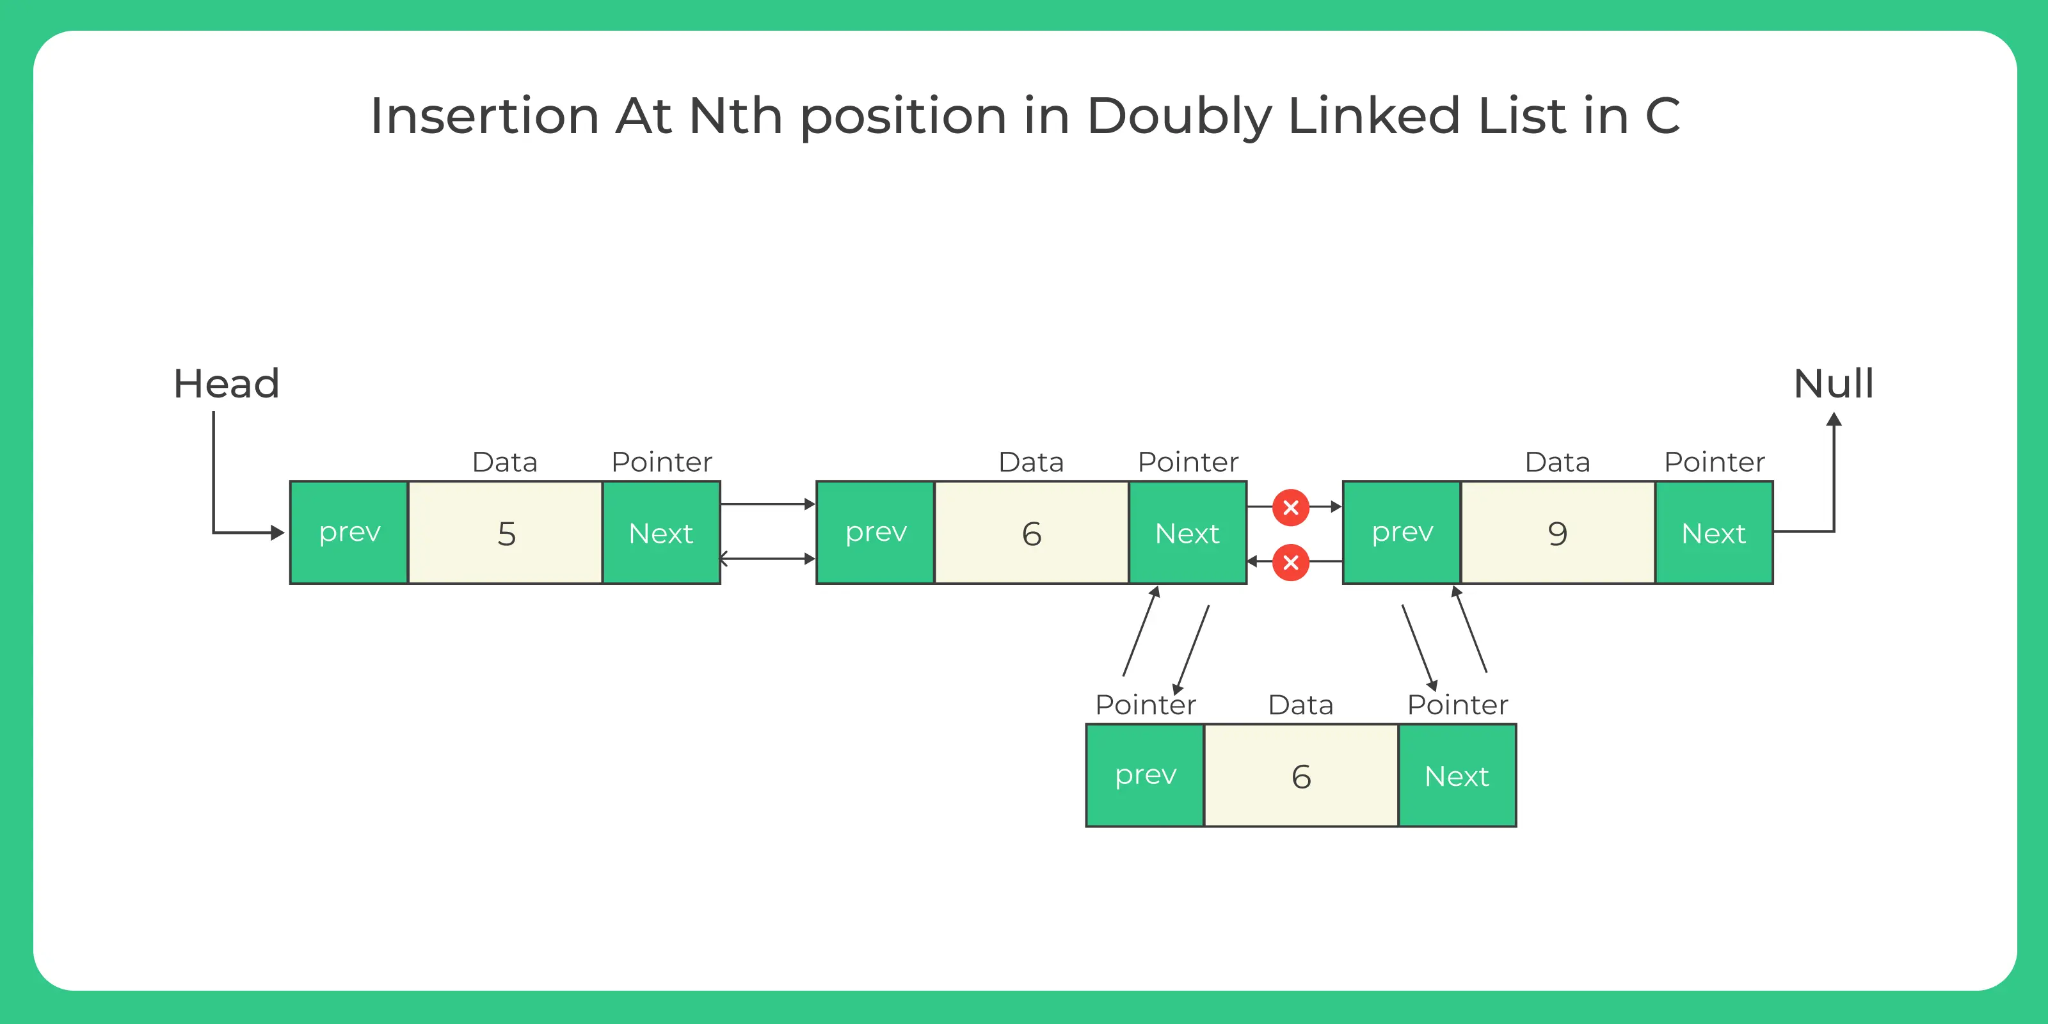 Insertion At Nth position in Doubly Linked List in C
Head
Null
Data Pointer Data Pointer Data Pointer
prev 5 Next prev 6 Next prev 9 Next
Pointer Data Pointer
prev 6 Next